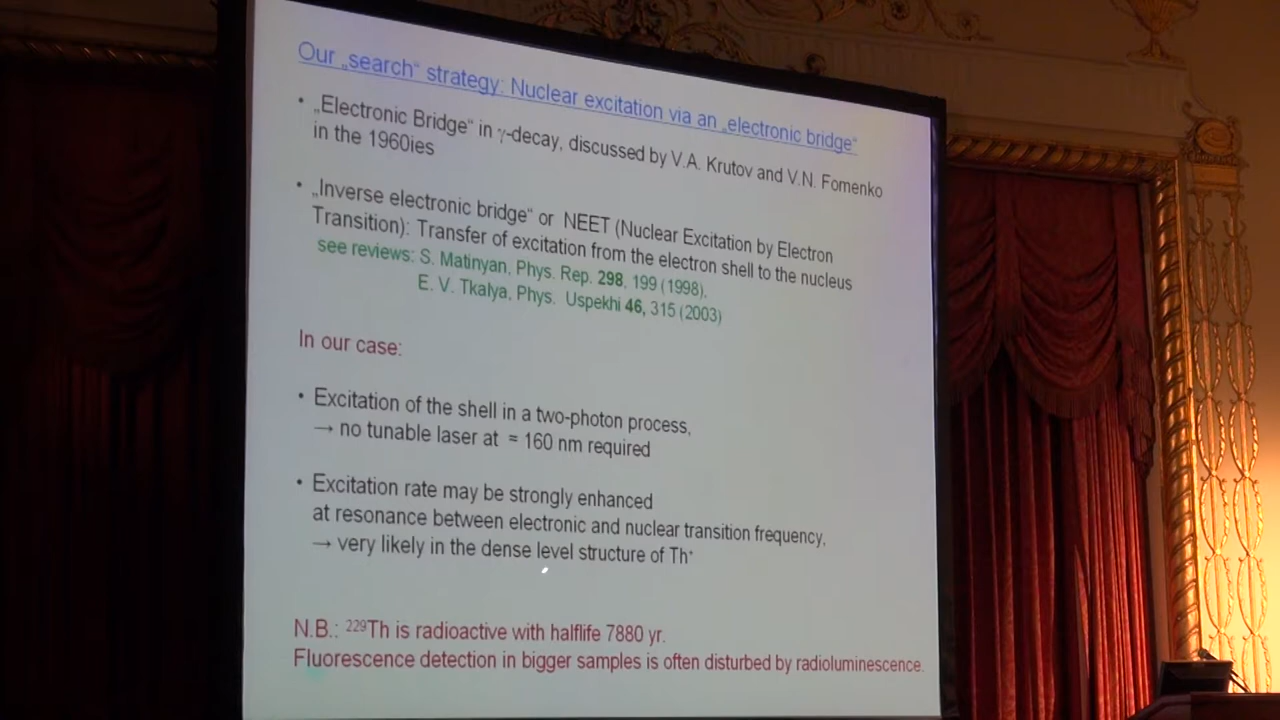 Our „search“ strategy: Nuclear excitation via an „electronic bridge“
• „Electronic Bridge“ in γ-decay, discussed by V.A. Krutov and V.N. Fomenko
in the 1960ies
• „Inverse electronic bridge“ or NEET (Nuclear Excitation by Electron
Transition): Transfer of excitation from the electron shell to the nucleus
see reviews: S. Matinyan, Phys. Rep. 298, 199 (1998),
E. V. Tkalya, Phys. Uspekhi 46, 315 (2003)
In our case:
• Excitation of the shell in a two-photon process,
→ no tunable laser at ≈ 160 nm required
• Excitation rate may be strongly enhanced
at resonance between electronic and nuclear transition frequency,
→ very likely in the dense level structure of Th⁺
N.B.: ²²⁹Th is radioactive with halflife 7880 yr.
Fluorescence detection in bigger samples is often disturbed by radioluminescence.